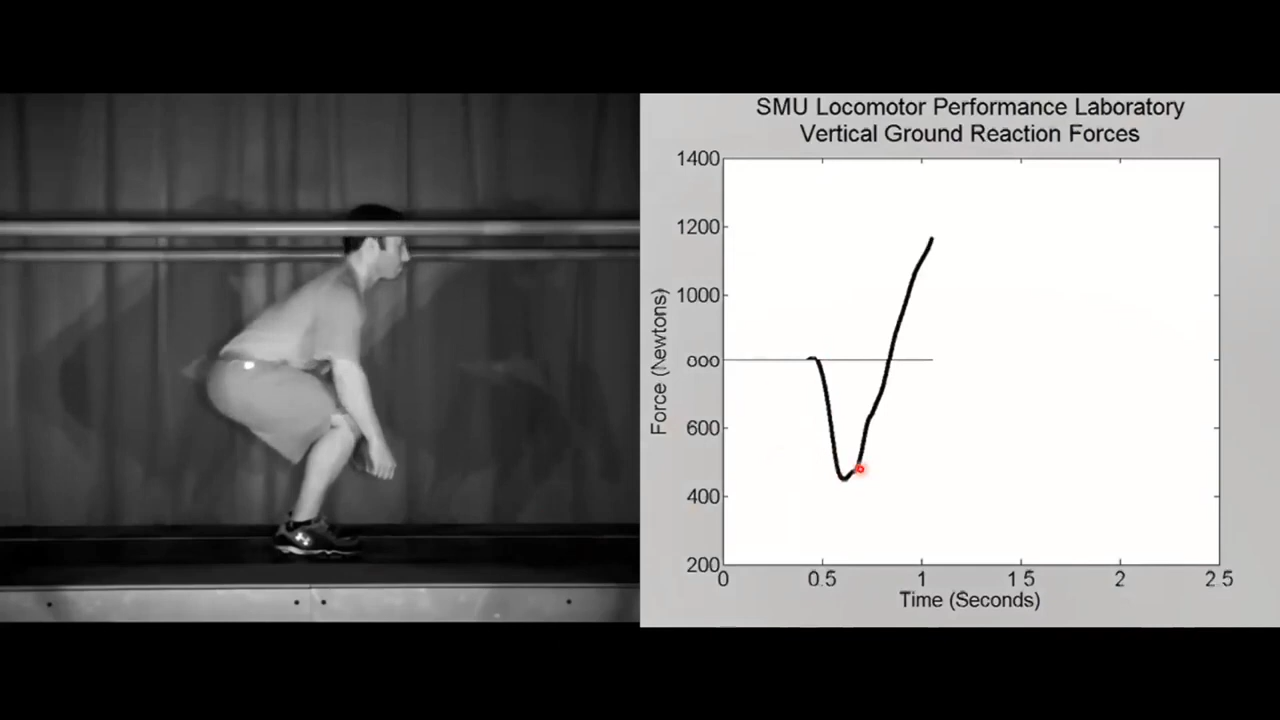 SMU Locomotor Performance Laboratory
Vertical Ground Reaction Forces
1400
1200
1000
800
600
400
200
Force (Newtons)
0 0.5 1 1 5 2 2 5
Time (Seconds)